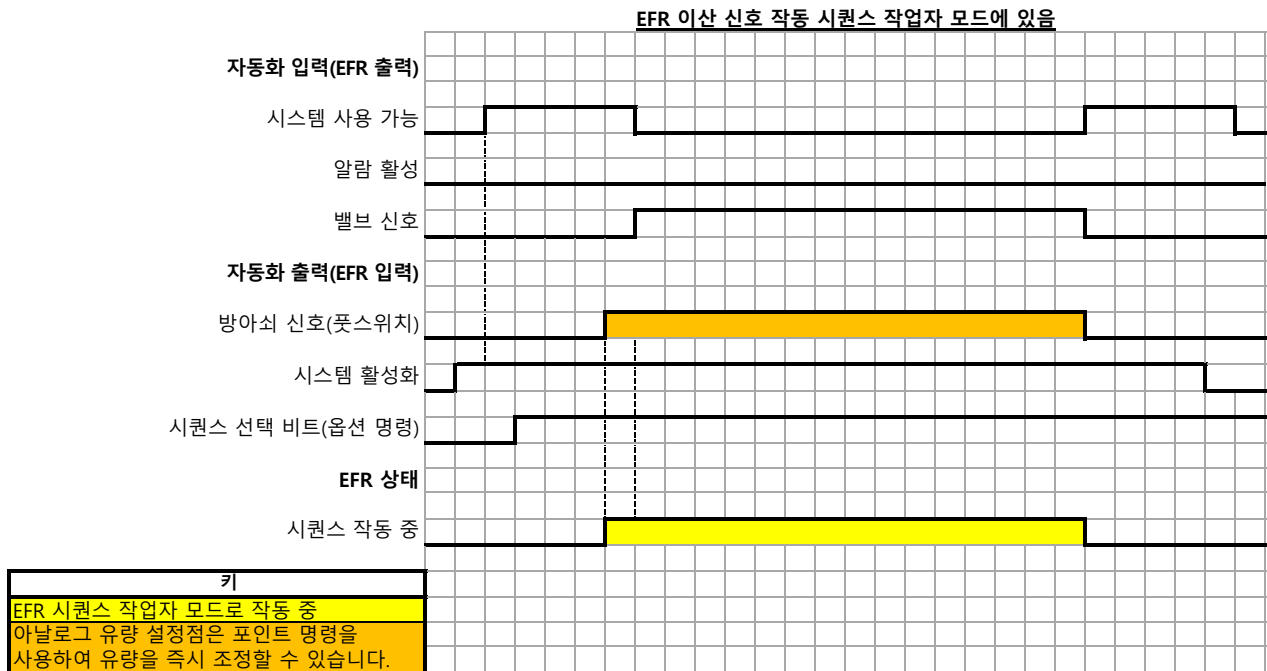 EFR 이산 신호 작동 시퀀스 작업자 모드에 있음
자동화 입력(EFR 출력)
시스템 사용 가능
알람 활성
밸브 신호
자동화 출력(EFR 입력)
방아쇠 신호(풋스위치)
시스템 활성화
시퀀스 선택 비트(옵션 명령)
EFR 상태
시퀀스 작동 중
키
EFR 시퀀스 작업자 모드로 작동 중
아날로그 유량 설정점은 포인트 명령을
사용하여 유량을 즉시 조정할 수 있습니다.